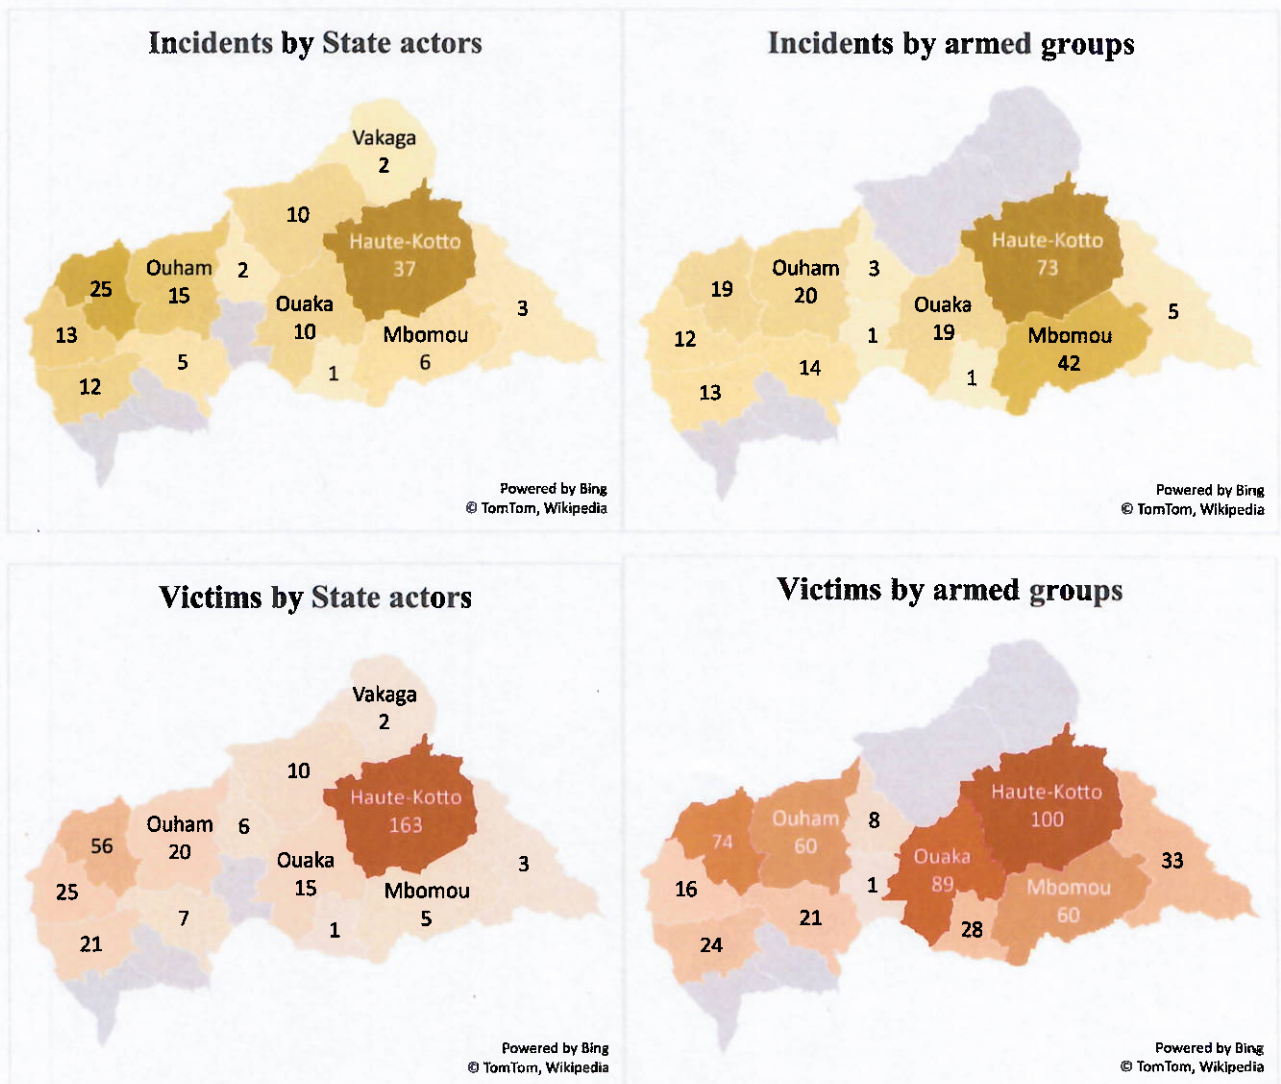 Incidents by State actors
Vakaga
2
10
Haute-Kotto
37
Ouham
15
2
25
Ouaka
10
3
13
Mbomou
6
5
1
12
Powered by Bing
© TomTom, Wikipedia
Incidents by armed groups
Haute-Kotto
73
Ouham
20
3
19
Ouaka
19
5
12
1
Mbomou
42
14
1
13
Powered by Bing
© TomTom, Wikipedia
Victims by State actors
Vakaga
2
10
Haute-Kotto
163
Ouham
20
6
56
Ouaka
15
3
25
Mbomou
5
7
1
21
Powered by Bing
© TomTom, Wikipedia
Victims by armed groups
Haute-Kotto
100
Ouham
60
8
74
Ouaka
89
33
16
1
Mbomou
60
21
28
24
Powered by Bing
© TomTom, Wikipedia